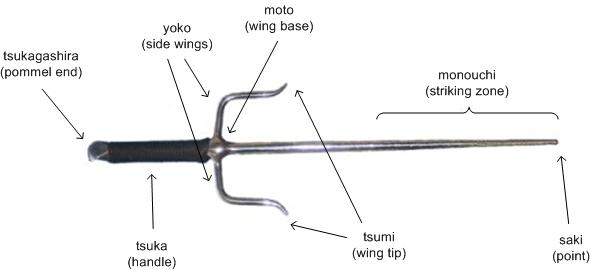 moto
(wing base)
yoko
(side wings)
tsukagashira
(pommel end)
monouchi
(striking zone)
tsuka
(handle)
tsumi
(wing tip)
saki
(point)